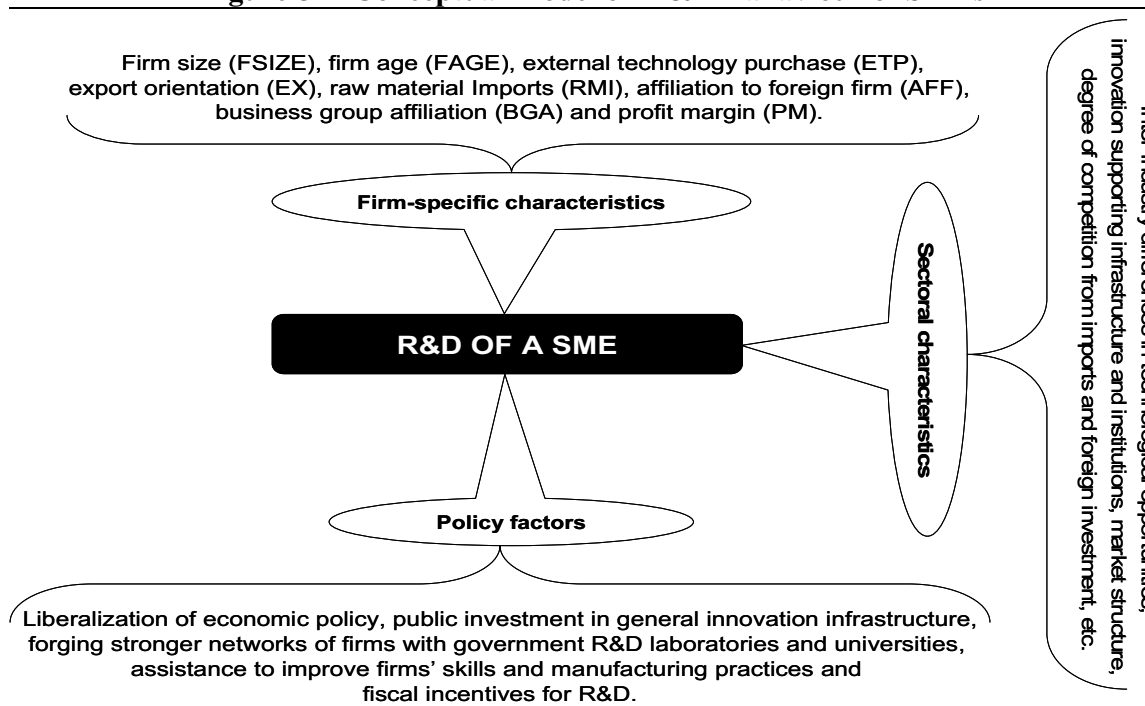 Firm size (FSIZE), firm age (FAGE), external technology purchase (ETP),
export orientation (EX), raw material Imports (RMI), affiliation to foreign firm (AFF),
business group affiliation (BGA) and profit margin (PM).
Firm-specific characteristics
R&D OF A SME
Sectoral characteristics
innovation supporting infrastructure and institutions, market structure,
degree of competition from imports and foreign investment, etc.
Policy factors
Liberalization of economic policy, public investment in general innovation infrastructure,
forging stronger networks of firms with government R&D laboratories and universities,
assistance to improve firms' skills and manufacturing practices and
fiscal incentives for R&D.